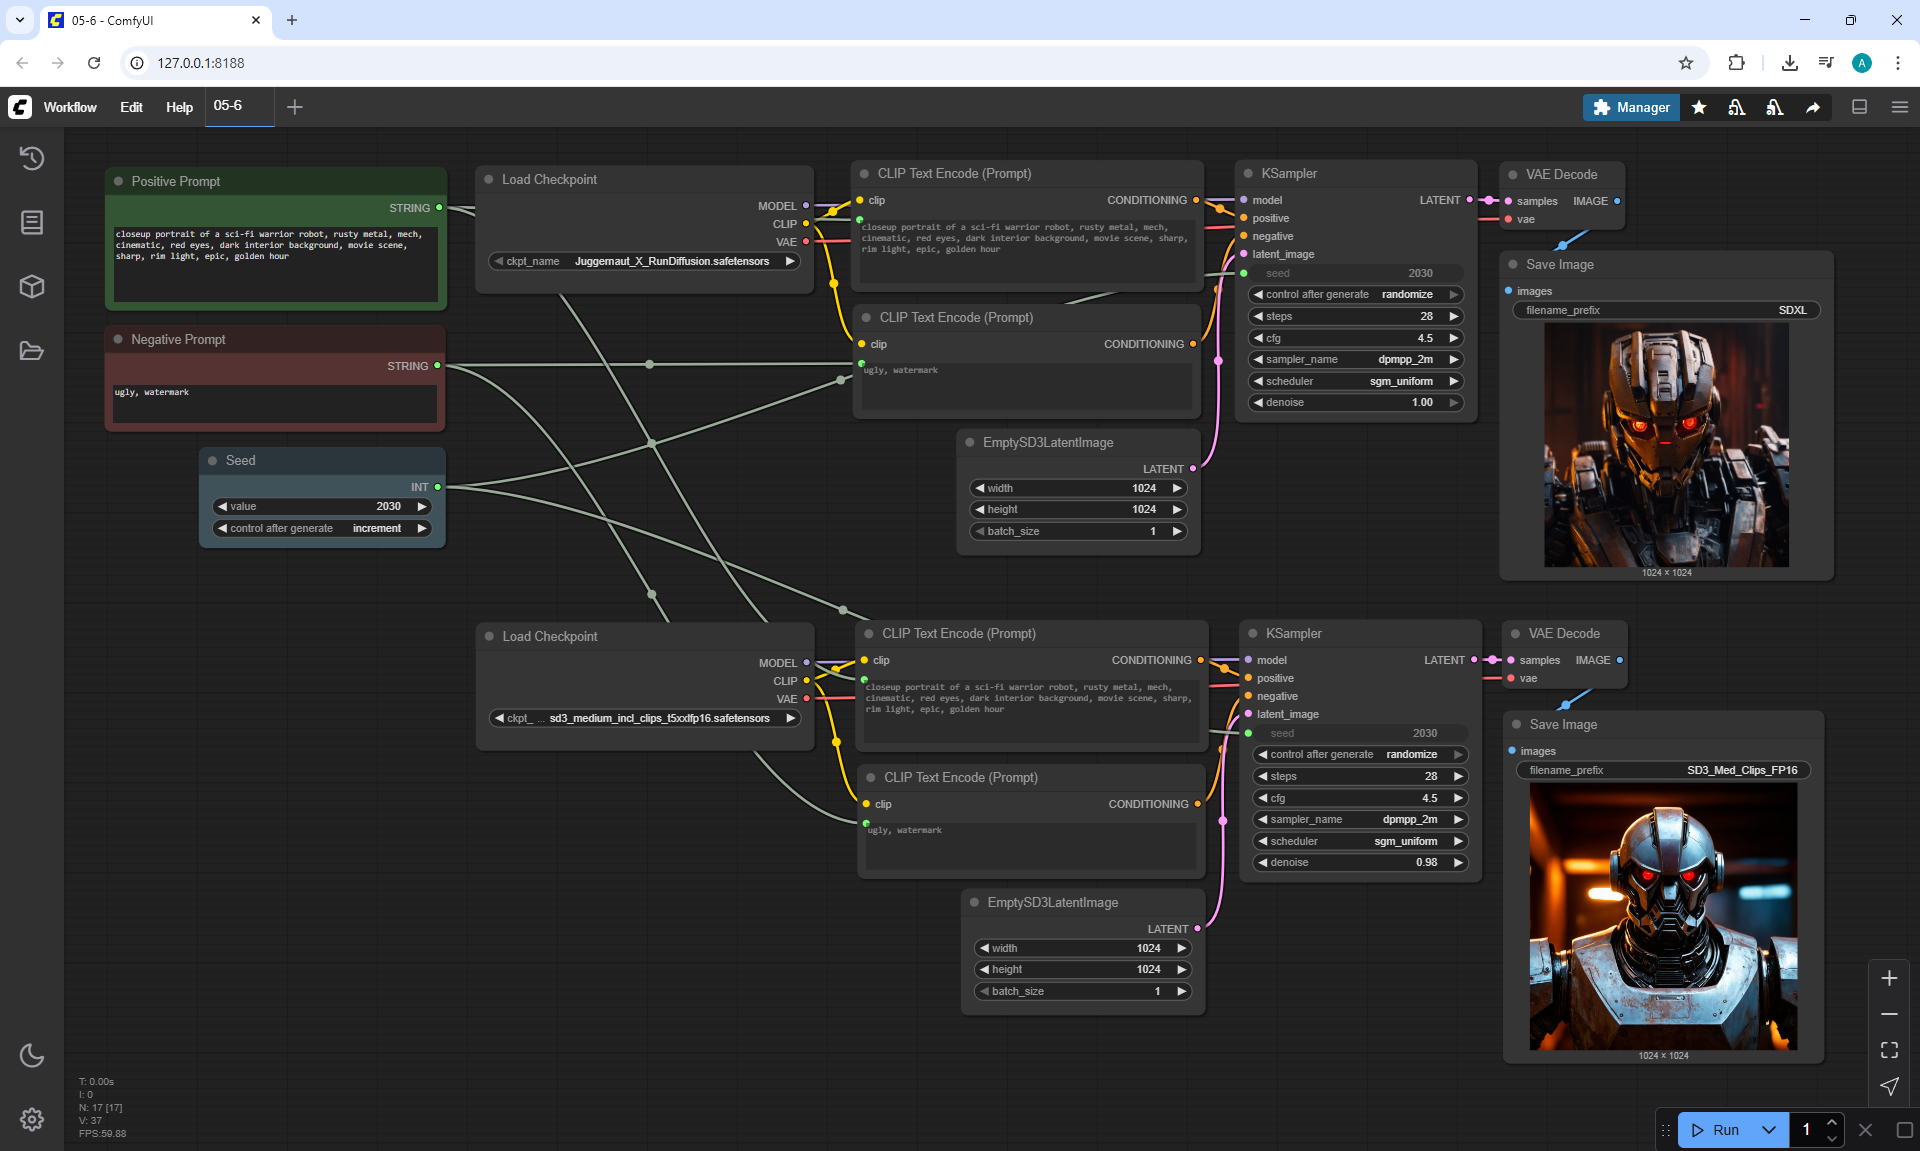 05-6 - ComfyUI
127.0.0.1:8188
Workflow Edit Help 05-6
Manager
Positive Prompt
STRING
closeup portrait of a sci-fi warrior robot, rusty metal, mech,
cinematic, red eyes, dark interior background, movie scene,
sharp, rim light, epic, golden hour
Negative Prompt
STRING
ugly, watermark
Seed
INT
value 2030
control after generate increment
Load Checkpoint
MODEL
CLIP
VAE
ckpt_name Juggernaut_X_RunDiffusion.safetensors
CLIP Text Encode (Prompt)
clip CONDITIONING
closeup portrait of a sci-fi warrior robot, rusty metal, mech,
cinematic, red eyes, dark interior background, movie scene, sharp,
rim light, epic, golden hour
CLIP Text Encode (Prompt)
clip CONDITIONING
ugly, watermark
EmptySD3LatentImage
LATENT
width 1024
height 1024
batch_size 1
KSampler
model LATENT
positive
negative
latent_image
seed 2030
control after generate randomize
steps 28
cfg 4.5
sampler_name dpmpp_2m
scheduler sgm_uniform
denoise 1.00
VAE Decode
samples IMAGE
vae
Save Image
images
filename_prefix SDXL
1024 × 1024
Load Checkpoint
MODEL
CLIP
VAE
ckpt_ ... sd3_medium_incl_clips_t5xxlfp16.safetensors
CLIP Text Encode (Prompt)
clip CONDITIONING
closeup portrait of a sci-fi warrior robot, rusty metal, mech,
cinematic, red eyes, dark interior background, movie scene, sharp,
rim light, epic, golden hour
CLIP Text Encode (Prompt)
clip CONDITIONING
ugly, watermark
EmptySD3LatentImage
LATENT
width 1024
height 1024
batch_size 1
KSampler
model LATENT
positive
negative
latent_image
seed 2030
control after generate randomize
steps 28
cfg 4.5
sampler_name dpmpp_2m
scheduler sgm_uniform
denoise 0.98
VAE Decode
samples IMAGE
vae
Save Image
images
filename_prefix SD3_Med_Clips_FP16
1024 × 1024
T: 0.00s
I: 0
N: 17 [17]
V: 37
FPS:59.88
Run 1
A